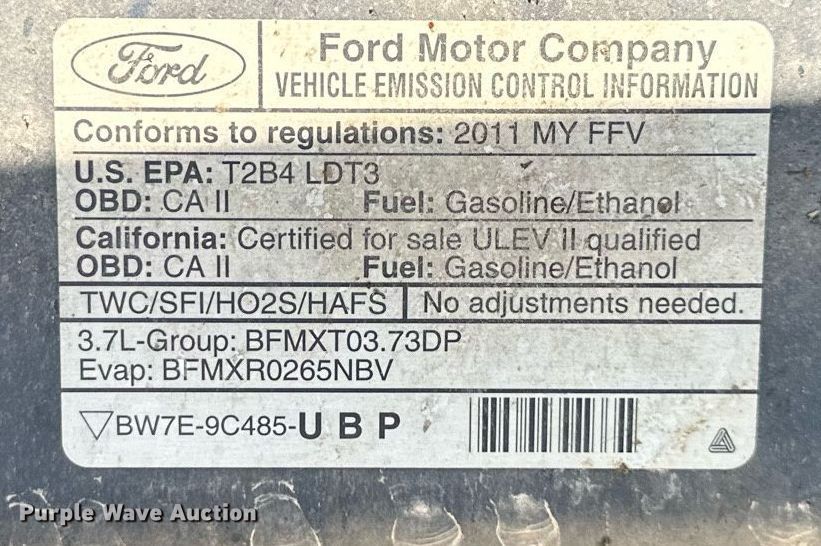 Ford
Ford Motor Company
VEHICLE EMISSION CONTROL INFORMATION
Conforms to regulations: 2011 MY FFV
U.S. EPA: T2B4 LDT3
OBD: CA II Fuel: Gasoline/Ethanol
California: Certified for sale ULEV II qualified
OBD: CA II Fuel: Gasoline/Ethanol
TWC/SFI/HO2S/HAFS No adjustments needed.
3.7L-Group: BFMXT03.73DP
Evap: BFMXR0265NBV
BW7E-9C485-U B P
Purple Wave Auction